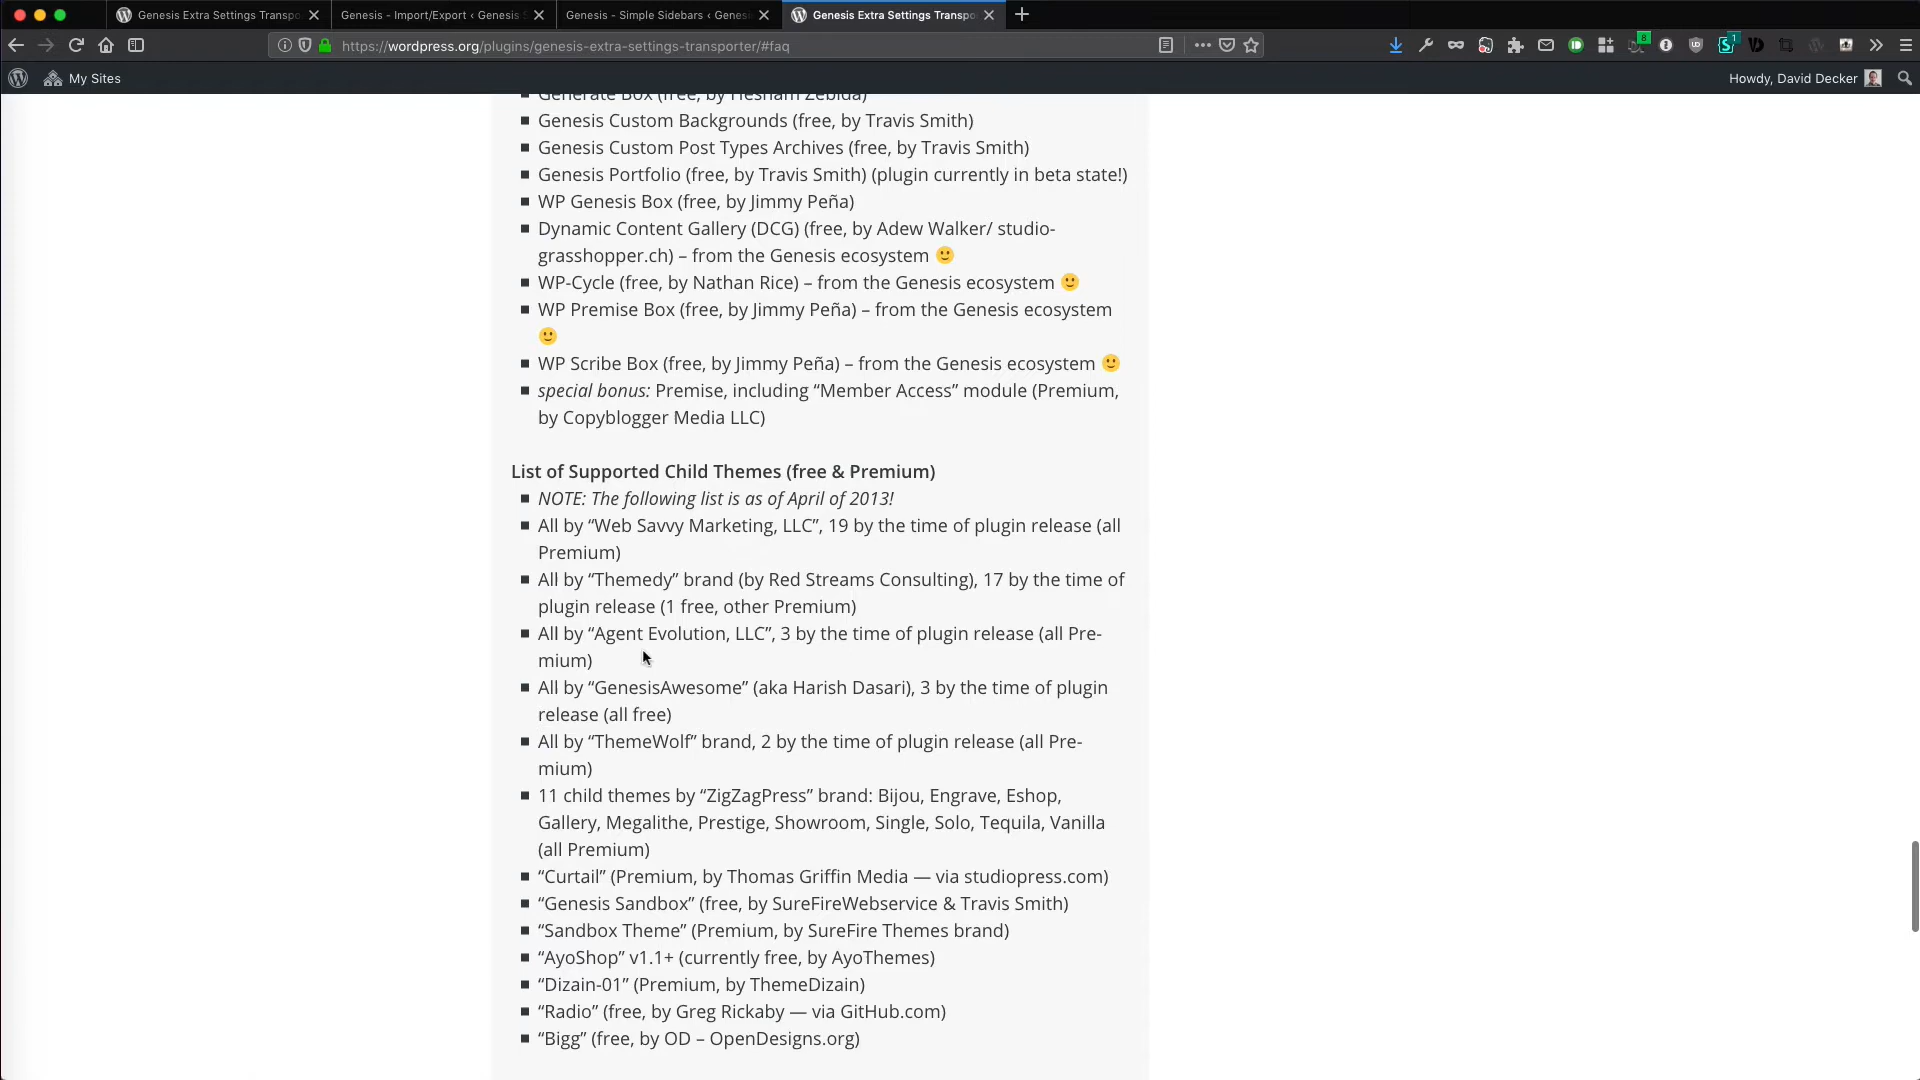 Genesis Extra Settings Transpo
Genesis - Import/Export ‹ Genesis S
Genesis - Simple Sidebars ‹ Genes
Genesis Extra Settings Transpo
https://wordpress.org/plugins/genesis-extra-settings-transporter/#faq
8
1
My Sites
Howdy, David Decker
Generate Box (free, by Hesham Zebida)
Genesis Custom Backgrounds (free, by Travis Smith)
Genesis Custom Post Types Archives (free, by Travis Smith)
Genesis Portfolio (free, by Travis Smith) (plugin currently in beta state!)
WP Genesis Box (free, by Jimmy Peña)
Dynamic Content Gallery (DCG) (free, by Adew Walker/ studio-
grasshopper.ch) – from the Genesis ecosystem 🙂
WP-Cycle (free, by Nathan Rice) – from the Genesis ecosystem 🙂
WP Premise Box (free, by Jimmy Peña) – from the Genesis ecosystem
🙂
WP Scribe Box (free, by Jimmy Peña) – from the Genesis ecosystem 🙂
special bonus: Premise, including “Member Access” module (Premium,
by Copyblogger Media LLC)
List of Supported Child Themes (free & Premium)
NOTE: The following list is as of April of 2013!
All by “Web Savvy Marketing, LLC”, 19 by the time of plugin release (all
Premium)
All by “Themedy” brand (by Red Streams Consulting), 17 by the time of
plugin release (1 free, other Premium)
All by “Agent Evolution, LLC”, 3 by the time of plugin release (all Pre-
mium)
All by “GenesisAwesome” (aka Harish Dasari), 3 by the time of plugin
release (all free)
All by “ThemeWolf” brand, 2 by the time of plugin release (all Pre-
mium)
11 child themes by “ZigZagPress” brand: Bijou, Engrave, Eshop,
Gallery, Megalithe, Prestige, Showroom, Single, Solo, Tequila, Vanilla
(all Premium)
“Curtail” (Premium, by Thomas Griffin Media — via studiopress.com)
“Genesis Sandbox” (free, by SureFireWebservice & Travis Smith)
“Sandbox Theme” (Premium, by SureFire Themes brand)
“AyoShop” v1.1+ (currently free, by AyoThemes)
“Dizain-01” (Premium, by ThemeDizain)
“Radio” (free, by Greg Rickaby — via GitHub.com)
“Bigg” (free, by OD – OpenDesigns.org)